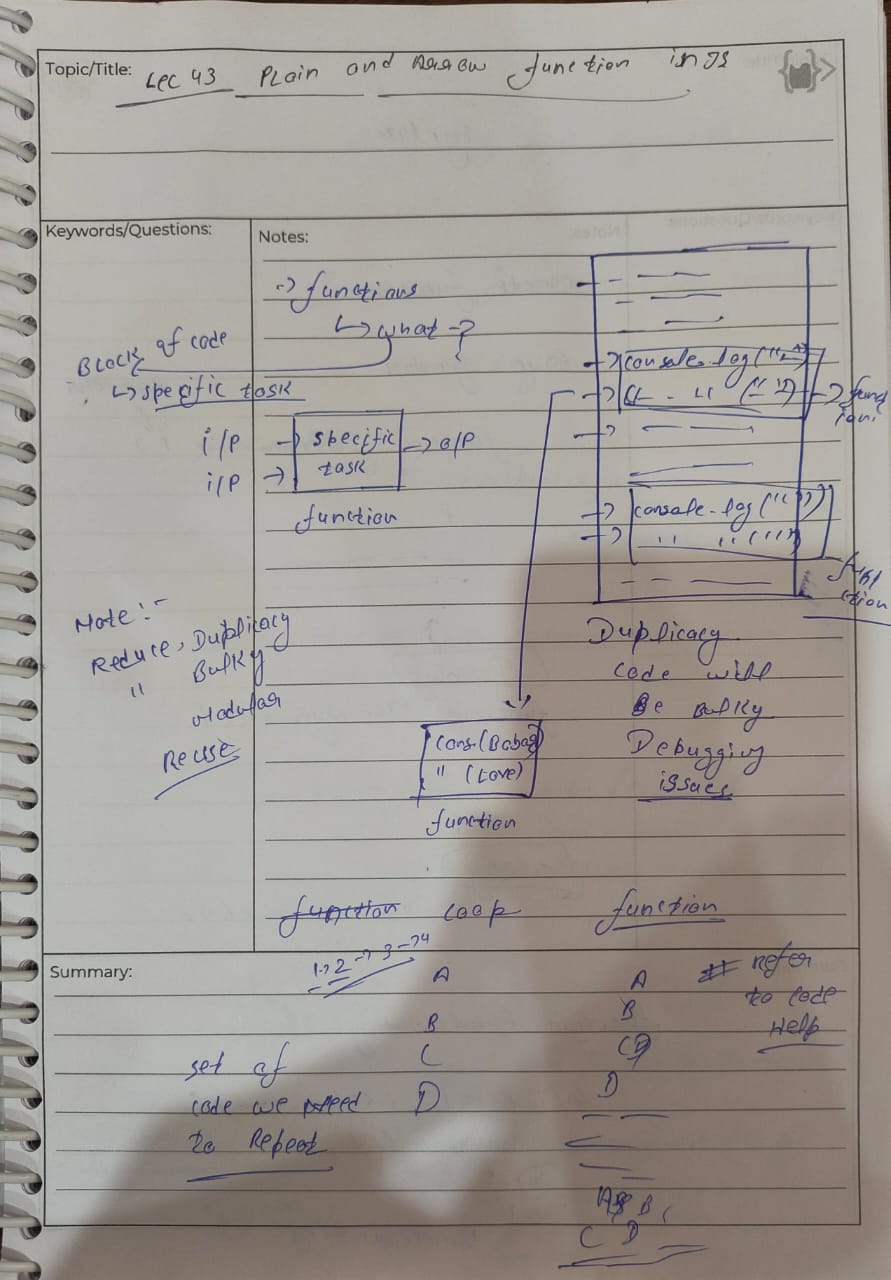 Topic/Title: Lec 43 Plain and Arrow function in JS
Keywords/Questions:
Notes:
-> functions
↳ what - ?
Block of code
↳ specific task
i/P
i/P
-> specific -> o/P
-> task
function
-> console.log("
-> function
-> console.log(" ")
" " (" ")
function
Note :-
Reduce, Duplicacy
" Bulky
Modular
Reuse
Duplicacy
code will
Be Bulky
Debugging
issues
Cons(Babag)
" (Love)
function
function loop
function
Summary:
1 -> 2 -> 3 -> 4
A
B
C
D
set of
code we need
to Repeat
A
B
C
D
A B
C D
# refer
to code
Help